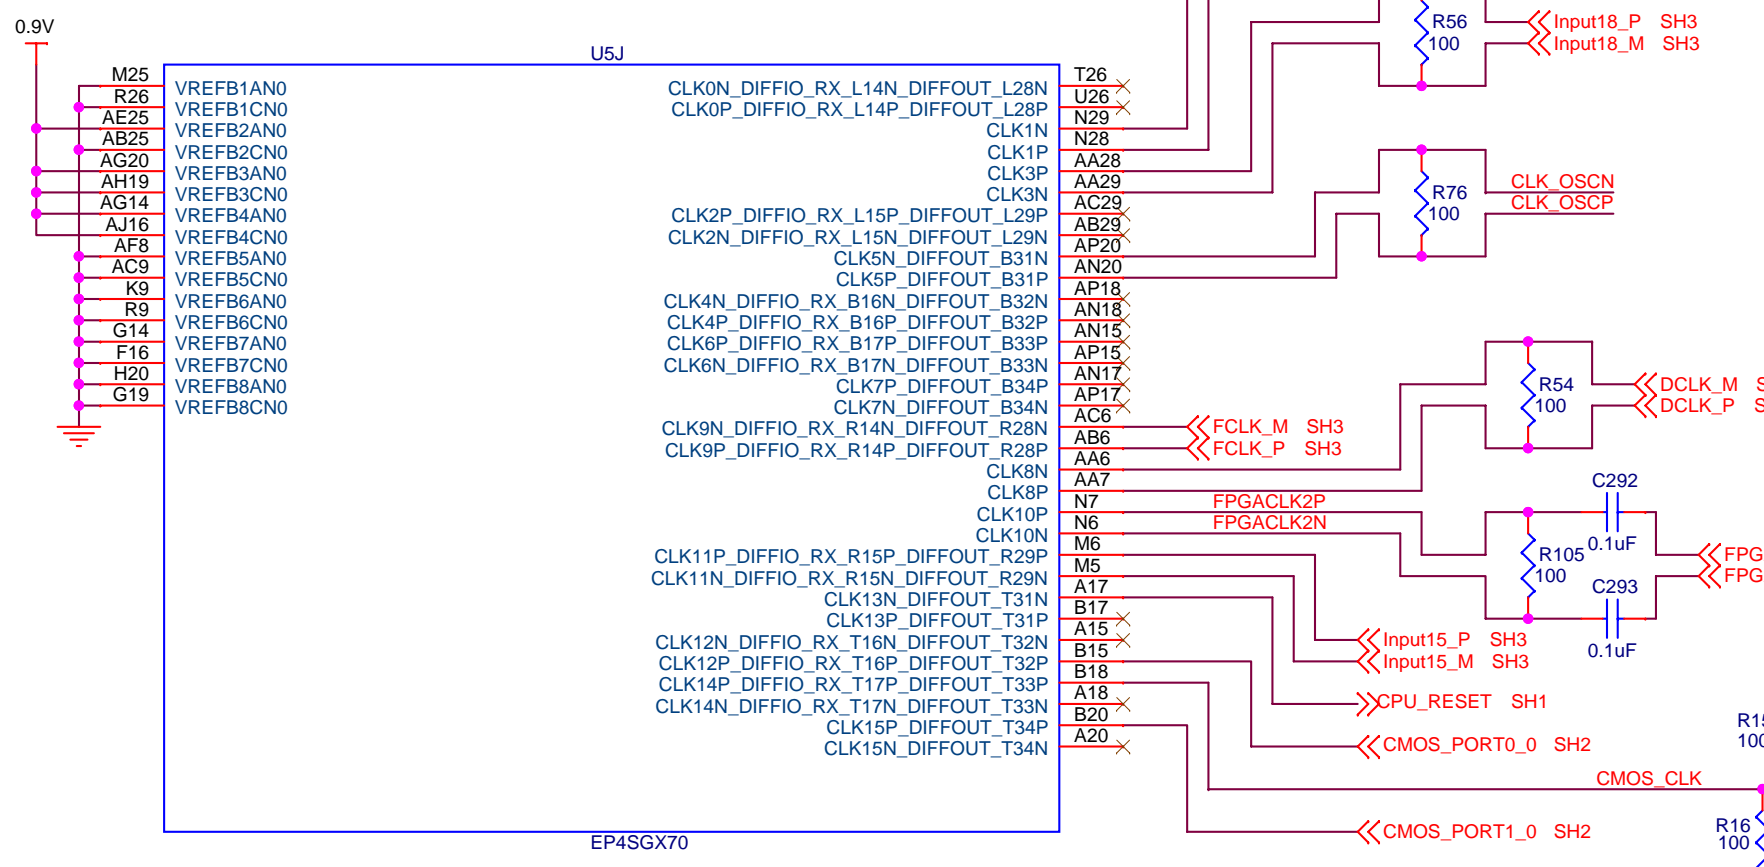 0.9V
U5J
M25 VREFB1AN0
R26 VREFB1CN0
AE25 VREFB2AN0
AB25 VREFB2CN0
AG20 VREFB3AN0
AH19 VREFB3CN0
AG14 VREFB4AN0
AJ16 VREFB4CN0
AF8 VREFB5AN0
AC9 VREFB5CN0
K9 VREFB6AN0
R9 VREFB6CN0
G14 VREFB7AN0
F16 VREFB7CN0
H20 VREFB8AN0
G19 VREFB8CN0
CLK0N_DIFFIO_RX_L14N_DIFFOUT_L28N T26
CLK0P_DIFFIO_RX_L14P_DIFFOUT_L28P U26
CLK1N N29
CLK1P N28
CLK3P AA28
CLK3N AA29
CLK2P_DIFFIO_RX_L15P_DIFFOUT_L29P AC29
CLK2N_DIFFIO_RX_L15N_DIFFOUT_L29N AB29
CLK5N_DIFFOUT_B31N AP20
CLK5P_DIFFOUT_B31P AN20
CLK4N_DIFFIO_RX_B16N_DIFFOUT_B32N AP18
CLK4P_DIFFIO_RX_B16P_DIFFOUT_B32P AN18
CLK6P_DIFFIO_RX_B17P_DIFFOUT_B33P AN15
CLK6N_DIFFIO_RX_B17N_DIFFOUT_B33N AP15
CLK7P_DIFFOUT_B34P AN17
CLK7N_DIFFOUT_B34N AP17
CLK9N_DIFFIO_RX_R14N_DIFFOUT_R28N AC6
CLK9P_DIFFIO_RX_R14P_DIFFOUT_R28P AB6
CLK8N AA6
CLK8P AA7
CLK10P N7
CLK10N N6
CLK11P_DIFFIO_RX_R15P_DIFFOUT_R29P M6
CLK11N_DIFFIO_RX_R15N_DIFFOUT_R29N M5
CLK13N_DIFFOUT_T31N A17
CLK13P_DIFFOUT_T31P B17
CLK12N_DIFFIO_RX_T16N_DIFFOUT_T32N A15
CLK12P_DIFFIO_RX_T16P_DIFFOUT_T32P B15
CLK14P_DIFFIO_RX_T17P_DIFFOUT_T33P B18
CLK14N_DIFFIO_RX_T17N_DIFFOUT_T33N A18
CLK15P_DIFFOUT_T34P B20
CLK15N_DIFFOUT_T34N A20
EP4SGX70
R56
100
Input18_P SH3
Input18_M SH3
R76
100
CLK_OSCN
CLK_OSCP
R54
100
DCLK_M
DCLK_P
FCLK_M SH3
FCLK_P SH3
FPGACLK2P
FPGACLK2N
C292
0.1uF
R105
100
C293
0.1uF
FPG
FPG
Input15_P SH3
Input15_M SH3
CPU_RESET SH1
CMOS_PORT0_0 SH2
CMOS_CLK
CMOS_PORT1_0 SH2
R16
100